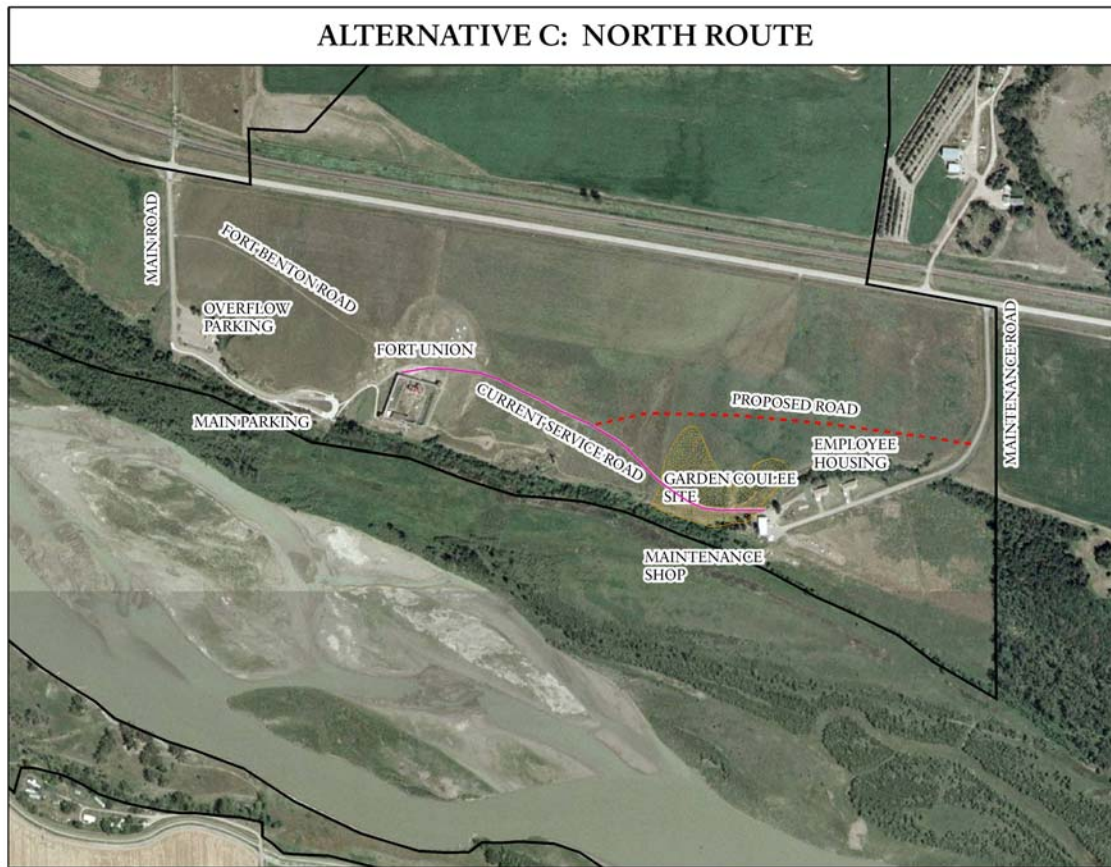 ALTERNATIVE C: NORTH ROUTE
MAIN ROAD
FORT BENTON ROAD
OVERFLOW
PARKING
FORT UNION
MAIN PARKING
CURRENT SERVICE ROAD
PROPOSED ROAD
MAINTENANCE ROAD
EMPLOYEE
HOUSING
GARDEN COULEE
SITE
MAINTENANCE
SHOP